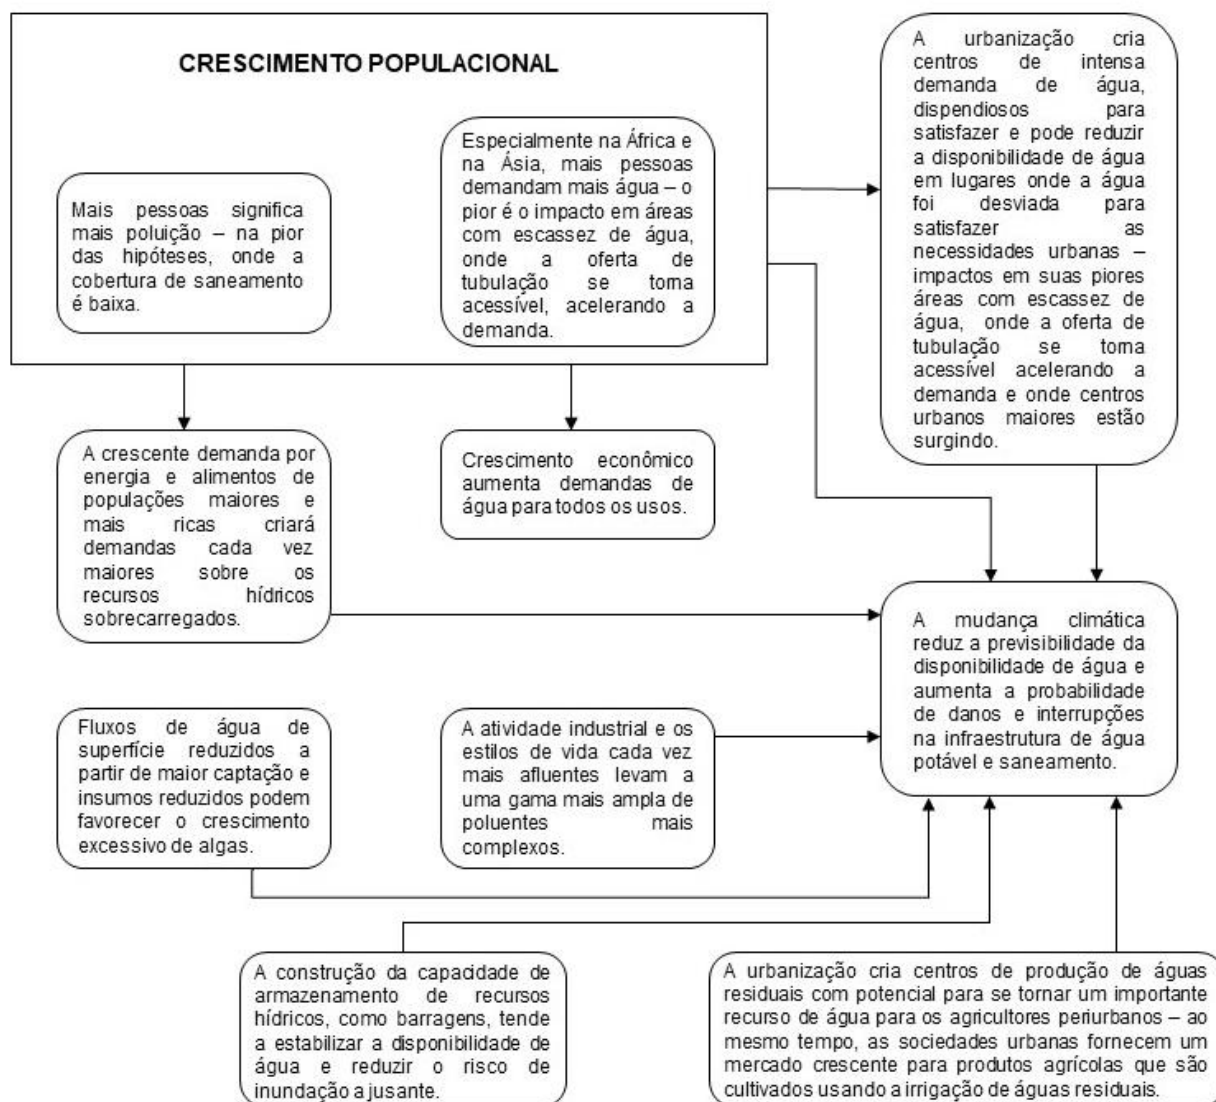 CRESCIMENTO POPULACIONAL
Mais pessoas significa
mais poluição – na pior
das hipóteses, onde a
cobertura de saneamento
é baixa.
Especialmente na África e
na Ásia, mais pessoas
demandam mais água – o
pior é o impacto em áreas
com escassez de água,
onde a oferta de
tubulação se torna
acessível, acelerando a
demanda.
A urbanização cria
centros de intensa
demanda de água,
dispendiosos para
satisfazer e pode reduzir
a disponibilidade de água
em lugares onde a água
foi desviada para
satisfazer as
necessidades urbanas –
impactos em suas piores
áreas com escassez de
água, onde a oferta de
tubulação se torna
acessível acelerando a
demanda e onde centros
urbanos maiores estão
surgindo.
A crescente demanda por
energia e alimentos de
populações maiores e
mais ricas criará
demandas cada vez
maiores sobre os
recursos hídricos
sobrecarregados.
Crescimento econômico
aumenta demandas de
água para todos os usos.
A mudança climática
reduz a previsibilidade da
disponibilidade de água e
aumenta a probabilidade
de danos e interrupções
na infraestrutura de água
potável e saneamento.
Fluxos de água de
superfície reduzidos a
partir de maior captação e
insumos reduzidos podem
favorecer o crescimento
excessivo de algas.
A atividade industrial e os
estilos de vida cada vez
mais afluentes levam a
uma gama mais ampla de
poluentes mais
complexos.
A construção da capacidade de
armazenamento de recursos
hídricos, como barragens, tende
a estabilizar a disponibilidade de
água e reduzir o risco de
inundação a jusante.
A urbanização cria centros de produção de águas
residuais com potencial para se tornar um importante
recurso de água para os agricultores periurbanos – ao
mesmo tempo, as sociedades urbanas fornecem um
mercado crescente para produtos agrícolas que são
cultivados usando a irrigação de águas residuais.